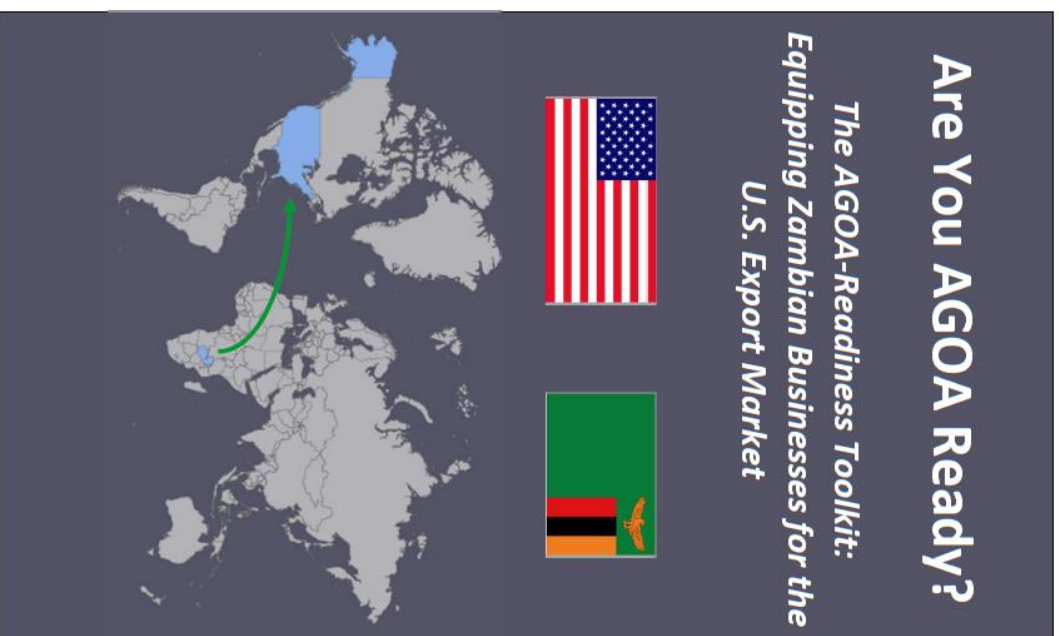 Are You AGOA Ready?
The AGOA-Readiness Toolkit:
Equipping Zambian Businesses for the
U.S. Export Market